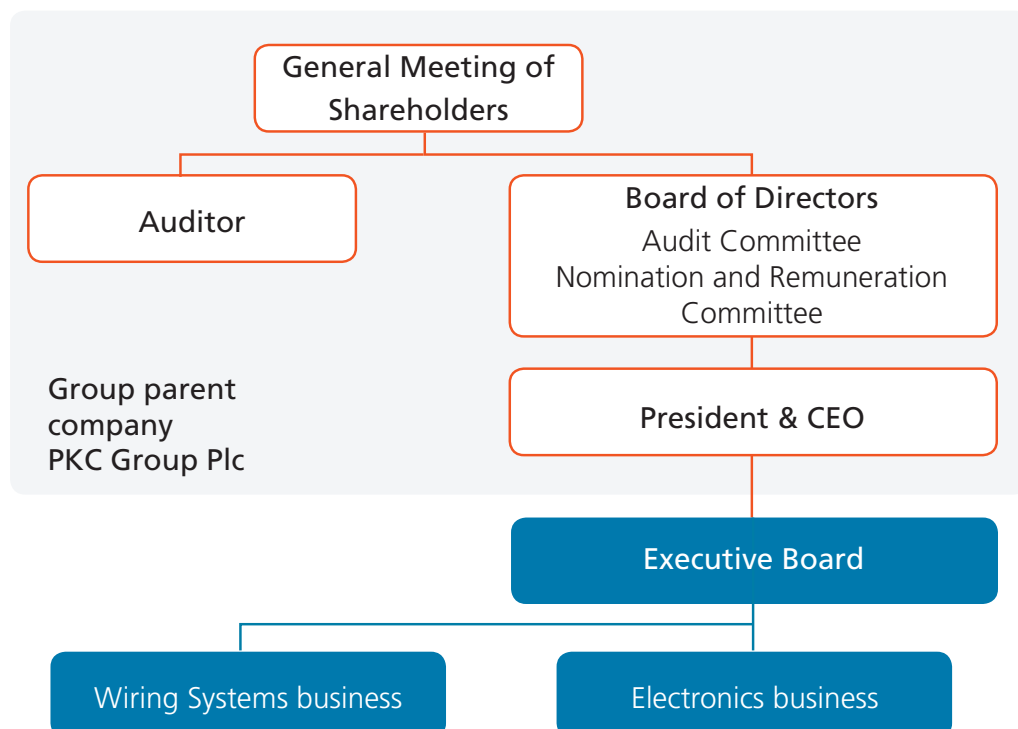 General Meeting of
Shareholders
Auditor
Board of Directors
Audit Committee
Nomination and Remuneration
Committee
Group parent
company
PKC Group Plc
President & CEO
Executive Board
Wiring Systems business
Electronics business